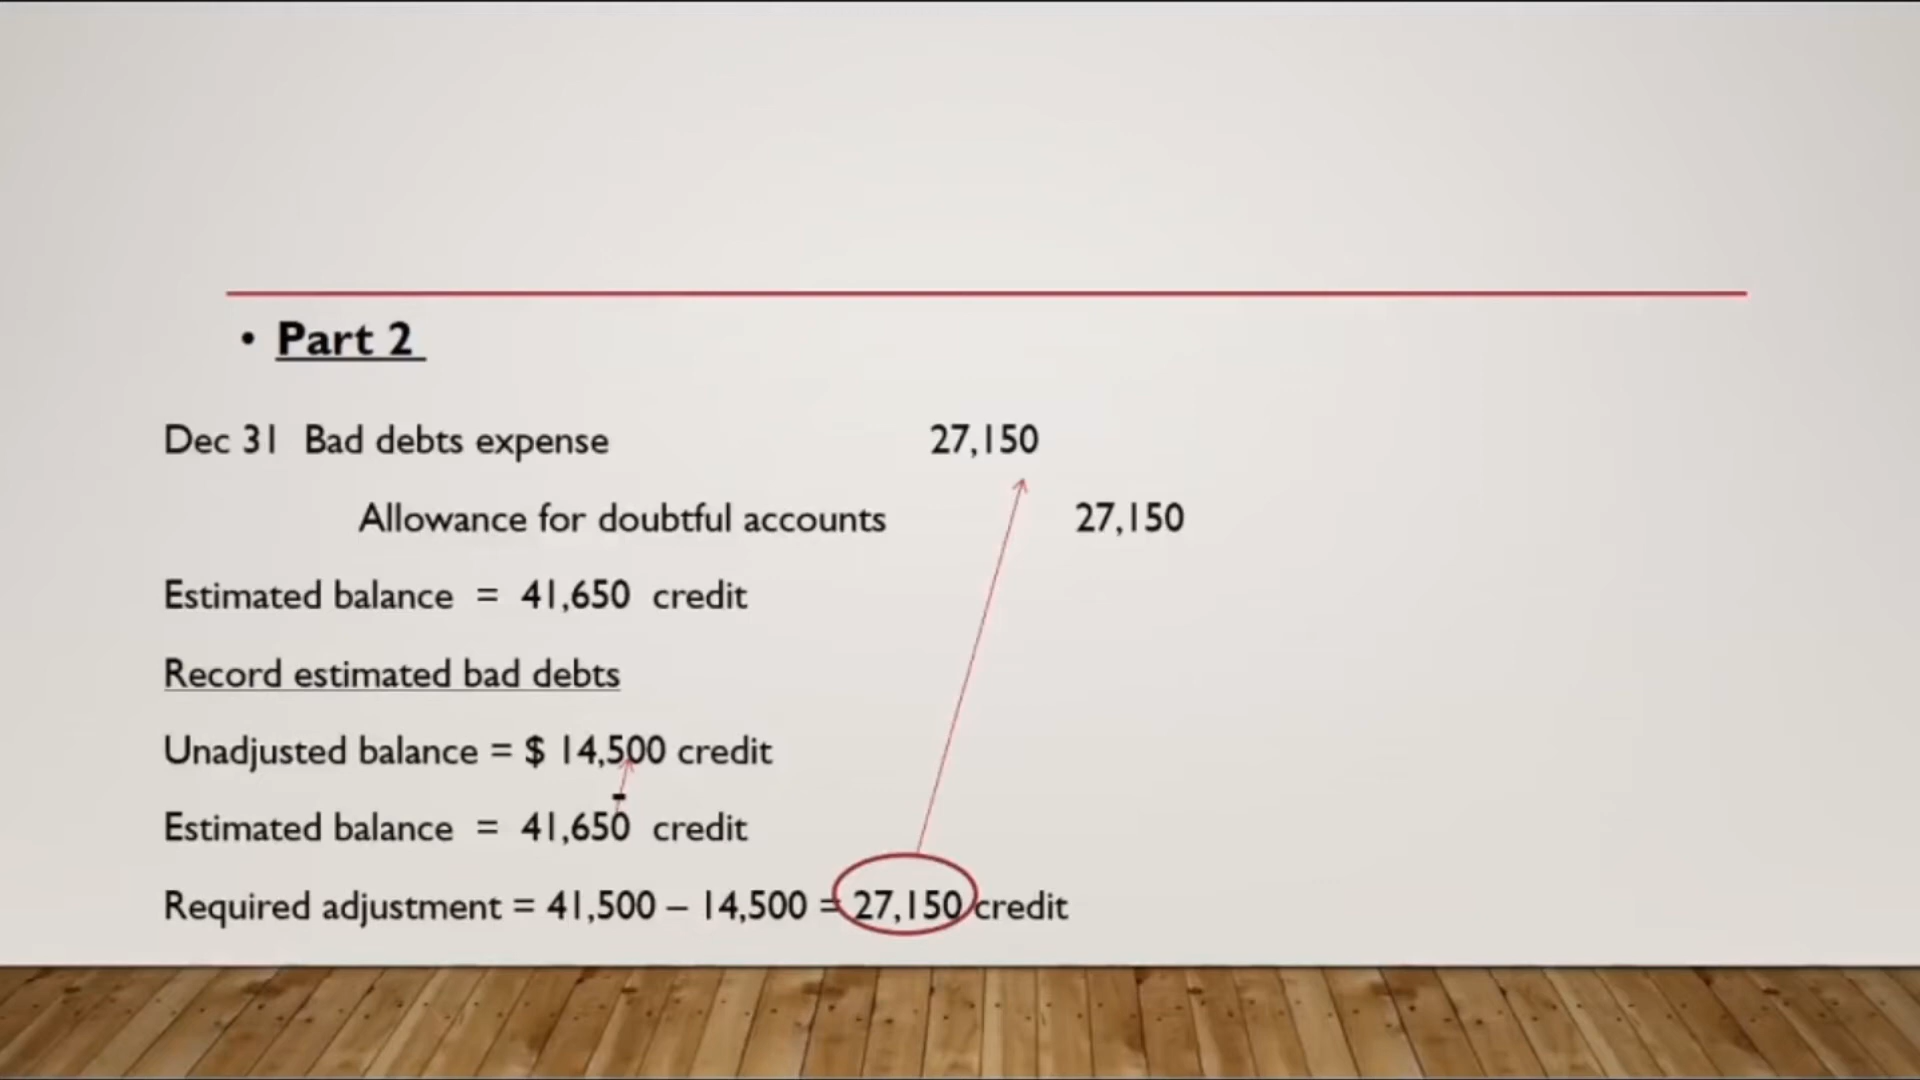 • Part 2
Dec 31 Bad debts expense 27,150
Allowance for doubtful accounts 27,150
Estimated balance = 41,650 credit
Record estimated bad debts
Unadjusted balance = $ 14,500 credit
-
Estimated balance = 41,650 credit
Required adjustment = 41,500 – 14,500 = 27,150 credit